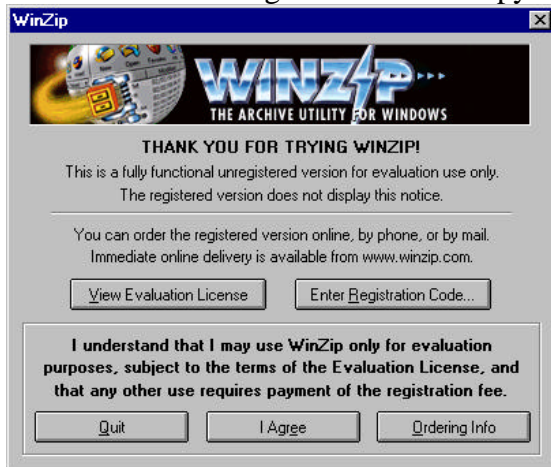 WinZip
WINZIP
THE ARCHIVE UTILITY FOR WINDOWS
THANK YOU FOR TRYING WINZIP!
This is a fully functional unregistered version for evaluation use only.
The registered version does not display this notice.
You can order the registered version online, by phone, or by mail.
Immediate online delivery is available from www.winzip.com.
View Evaluation License
Enter Registration Code...
I understand that I may use WinZip only for evaluation
purposes, subject to the terms of the Evaluation License, and
that any other use requires payment of the registration fee.
Quit
I Agree
Ordering Info